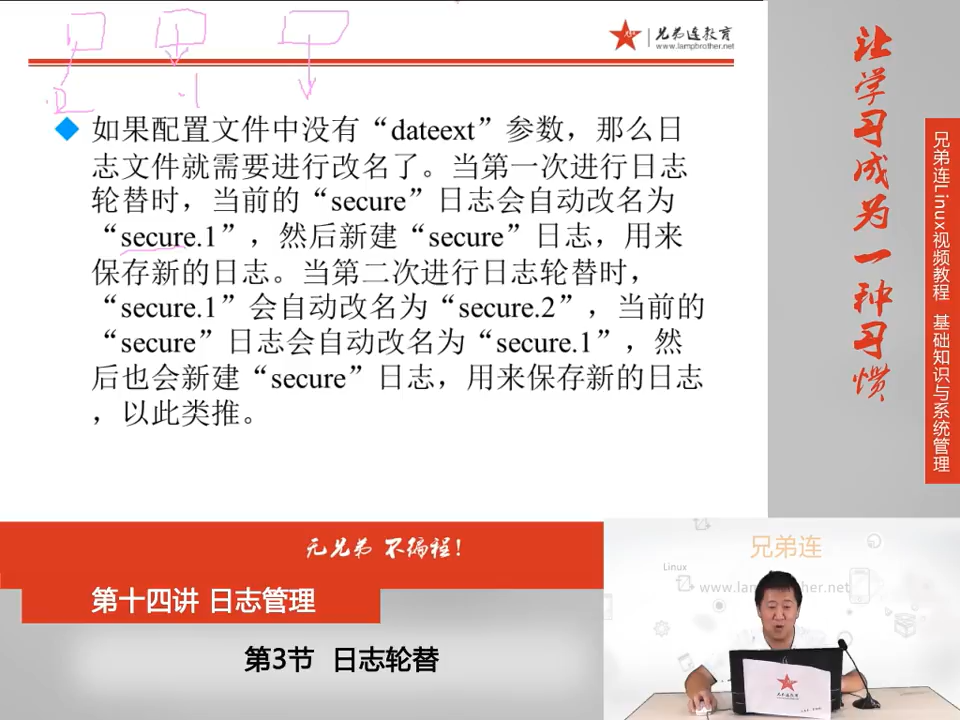 .2
.1
兄弟连教育
www.lampbrother.net
如果配置文件中没有“dateext”参数，那么日
志文件就需要进行改名了。当第一次进行日志
轮替时，当前的“secure”日志会自动改名为
“secure.1”，然后新建“secure”日志，用来
保存新的日志。当第二次进行日志轮替时，
“secure.1”会自动改名为“secure.2”，当前的
“secure”日志会自动改名为“secure.1”，然
后也会新建“secure”日志，用来保存新的日志
，以此类推。
让学习成为一种习惯
兄弟连Linux视频教程 基础知识与系统管理
无兄弟 不编程！
第十四讲 日志管理
第3节 日志轮替
兄弟连
Linux
www.lampbrother.net